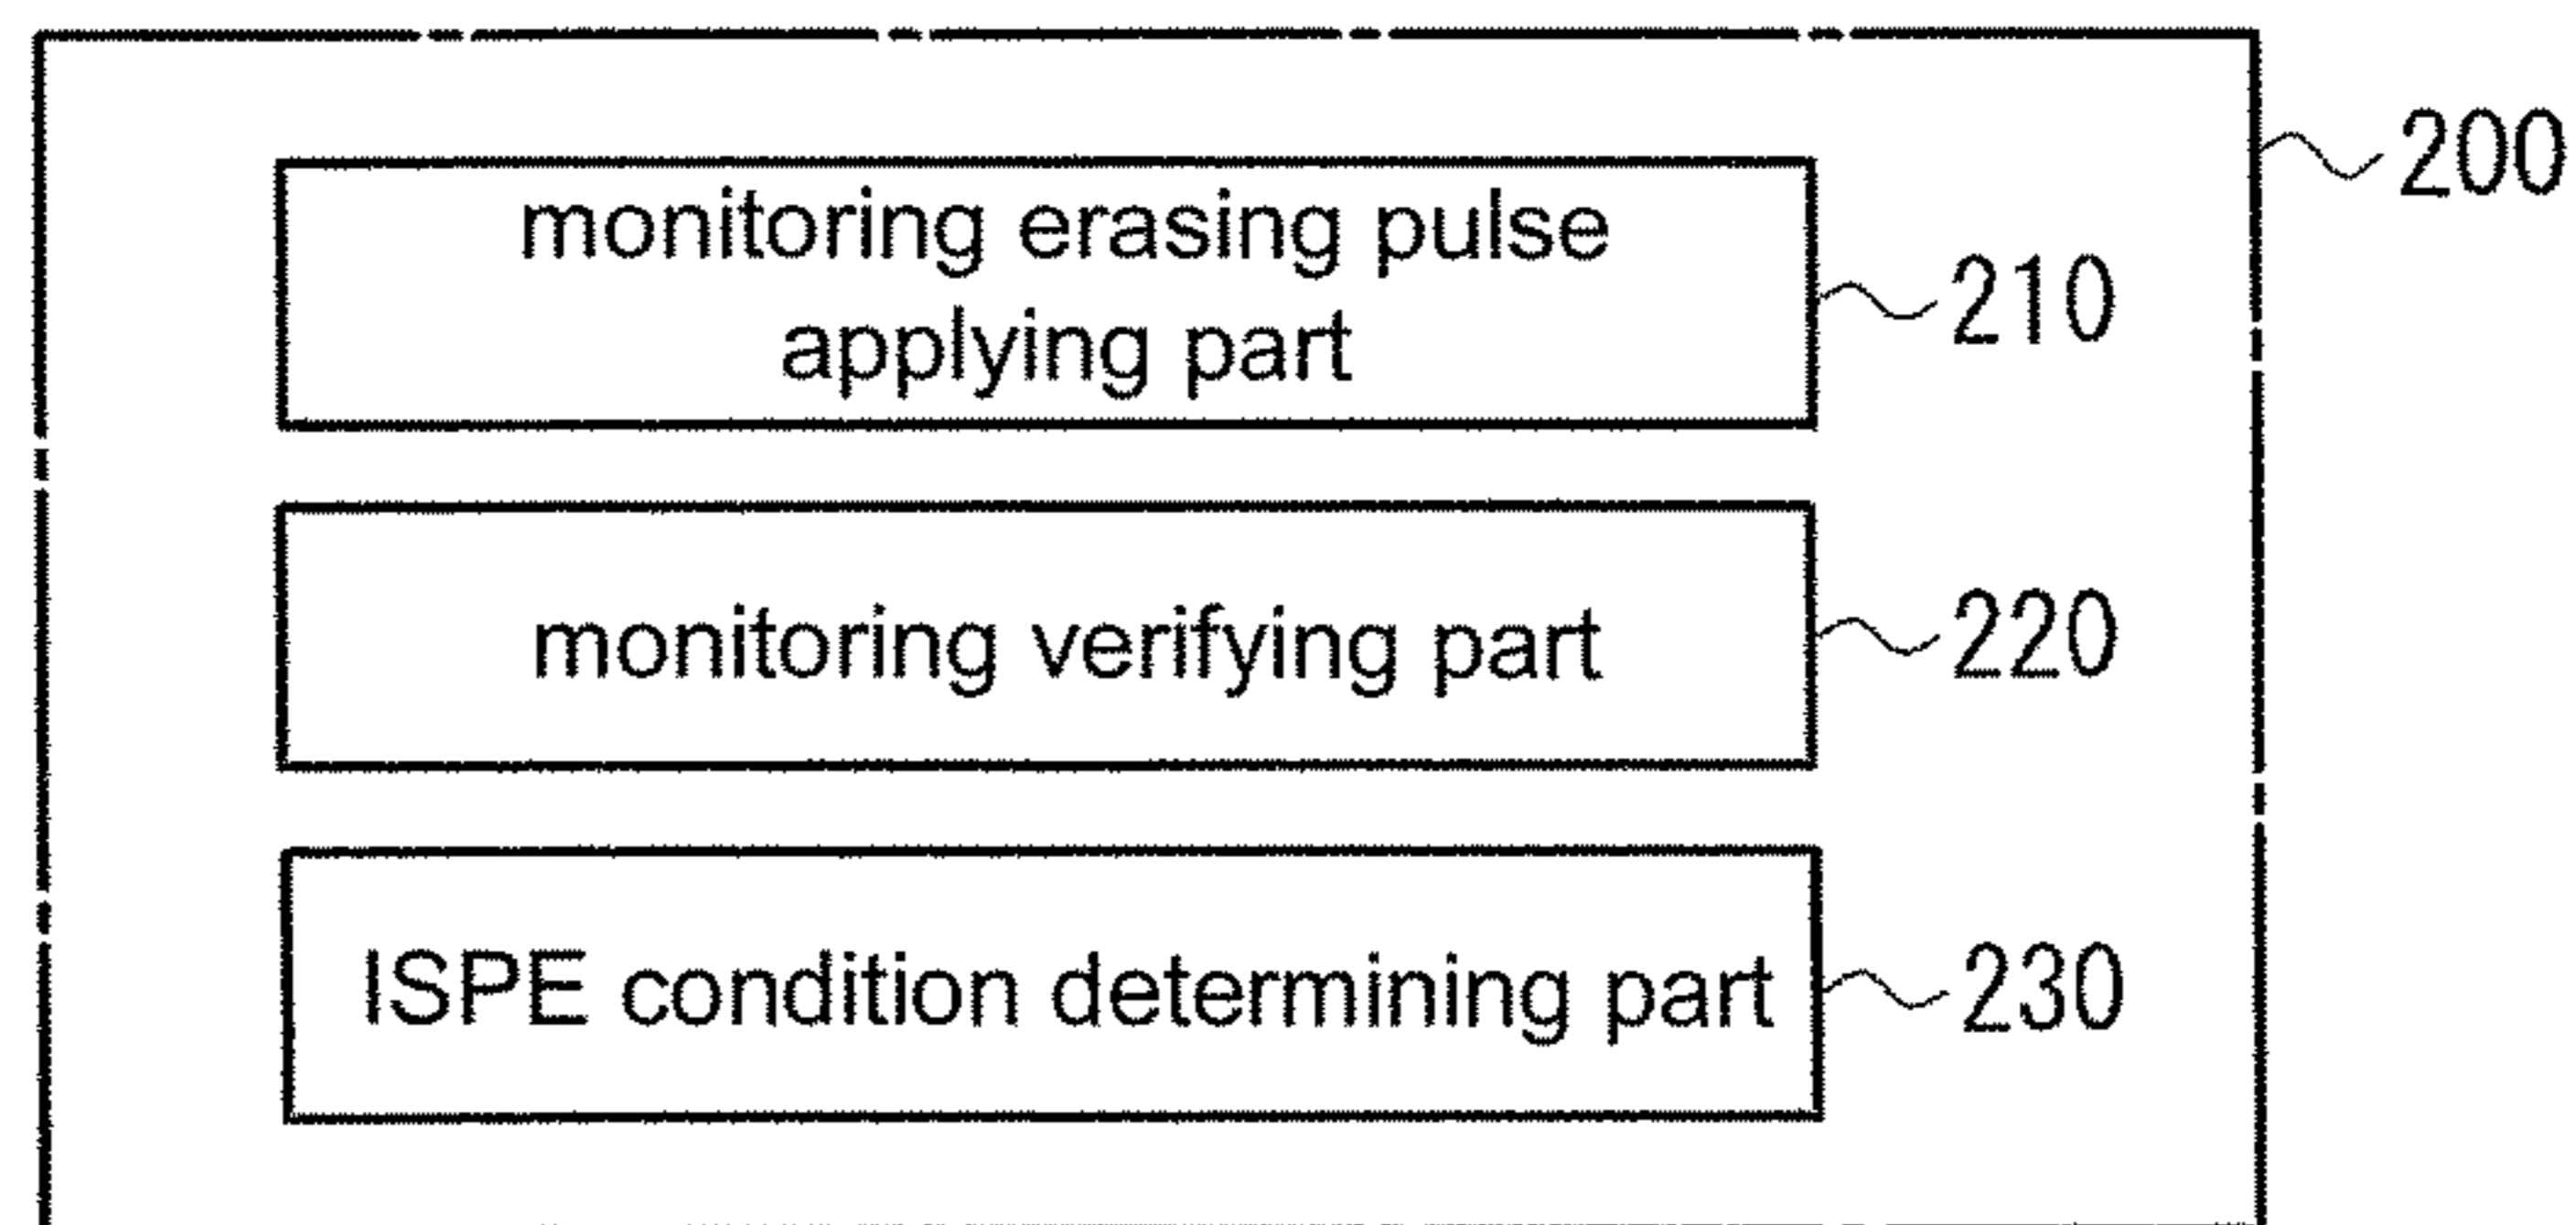 200
monitoring erasing pulse
applying part
210
monitoring verifying part
220
ISPE condition determining part
230